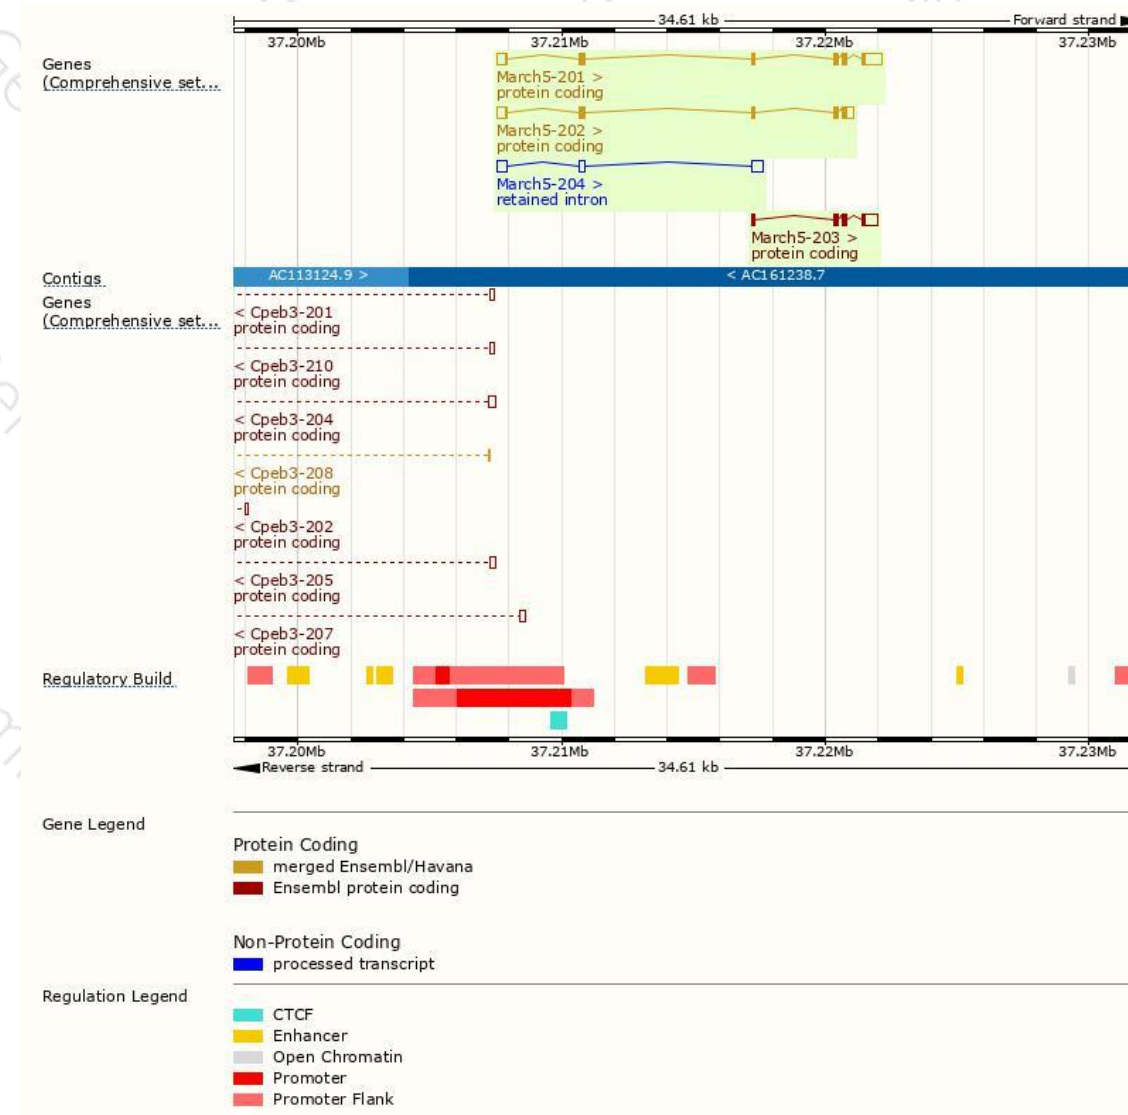 34.61 kb Forward strand
37.20Mb 37.21Mb 37.22Mb 37.23Mb
Genes
(Comprehensive set...
March5-201 >
protein coding
March5-202 >
protein coding
March5-204 >
retained intron
March5-203 >
protein coding
Contigs AC113124.9 > < AC161238.7
Genes
(Comprehensive set...
< Cpeb3-201
protein coding
< Cpeb3-210
protein coding
< Cpeb3-204
protein coding
< Cpeb3-208
protein coding
< Cpeb3-202
protein coding
< Cpeb3-205
protein coding
< Cpeb3-207
protein coding
Regulatory Build
37.20Mb 37.21Mb 37.22Mb 37.23Mb
Reverse strand 34.61 kb
Gene Legend
Protein Coding
merged Ensembl/Havana
Ensembl protein coding
Non-Protein Coding
processed transcript
Regulation Legend
CTCF
Enhancer
Open Chromatin
Promoter
Promoter Flank